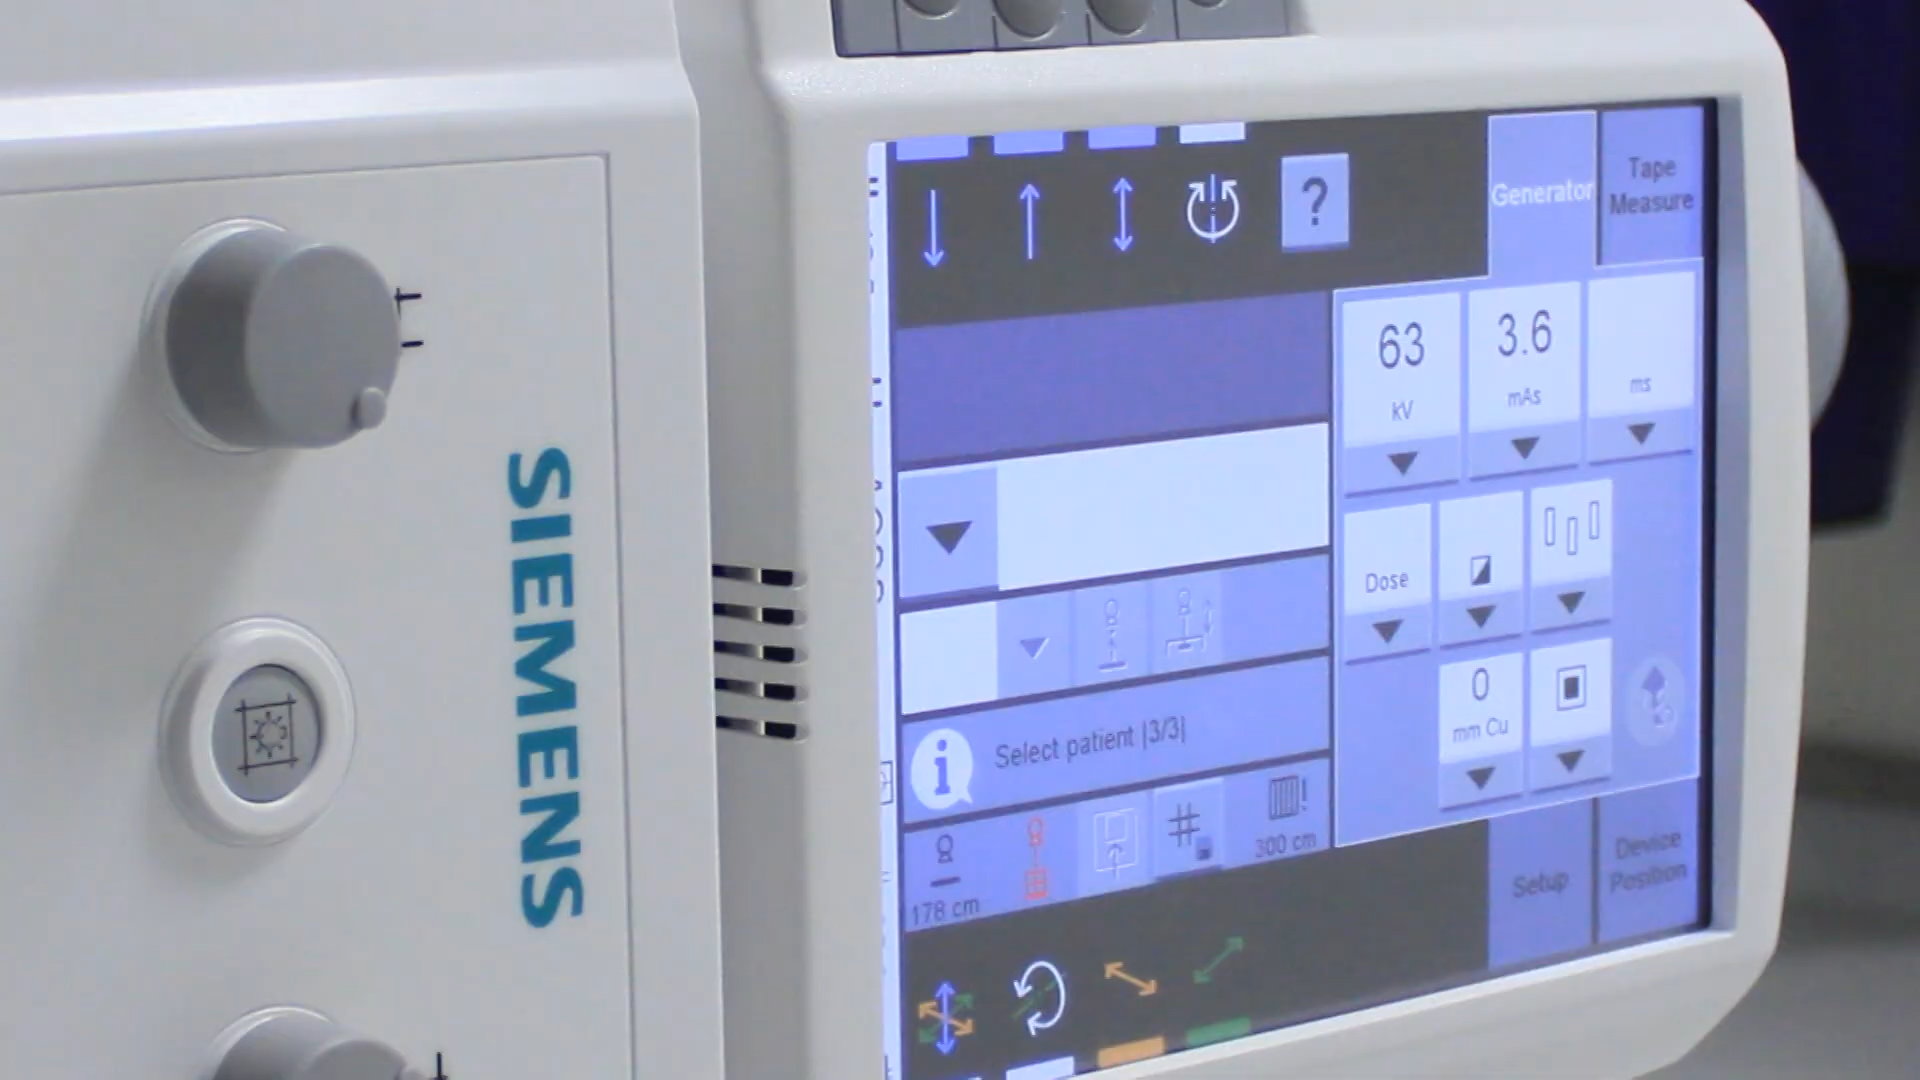 SIEMENS
?
Generator
Tape
Measure
63
kV
3.6
mAs
ms
Dose
0
mm Cu
Select patient |3/3|
178 cm
300 cm
Setup
Device
Position